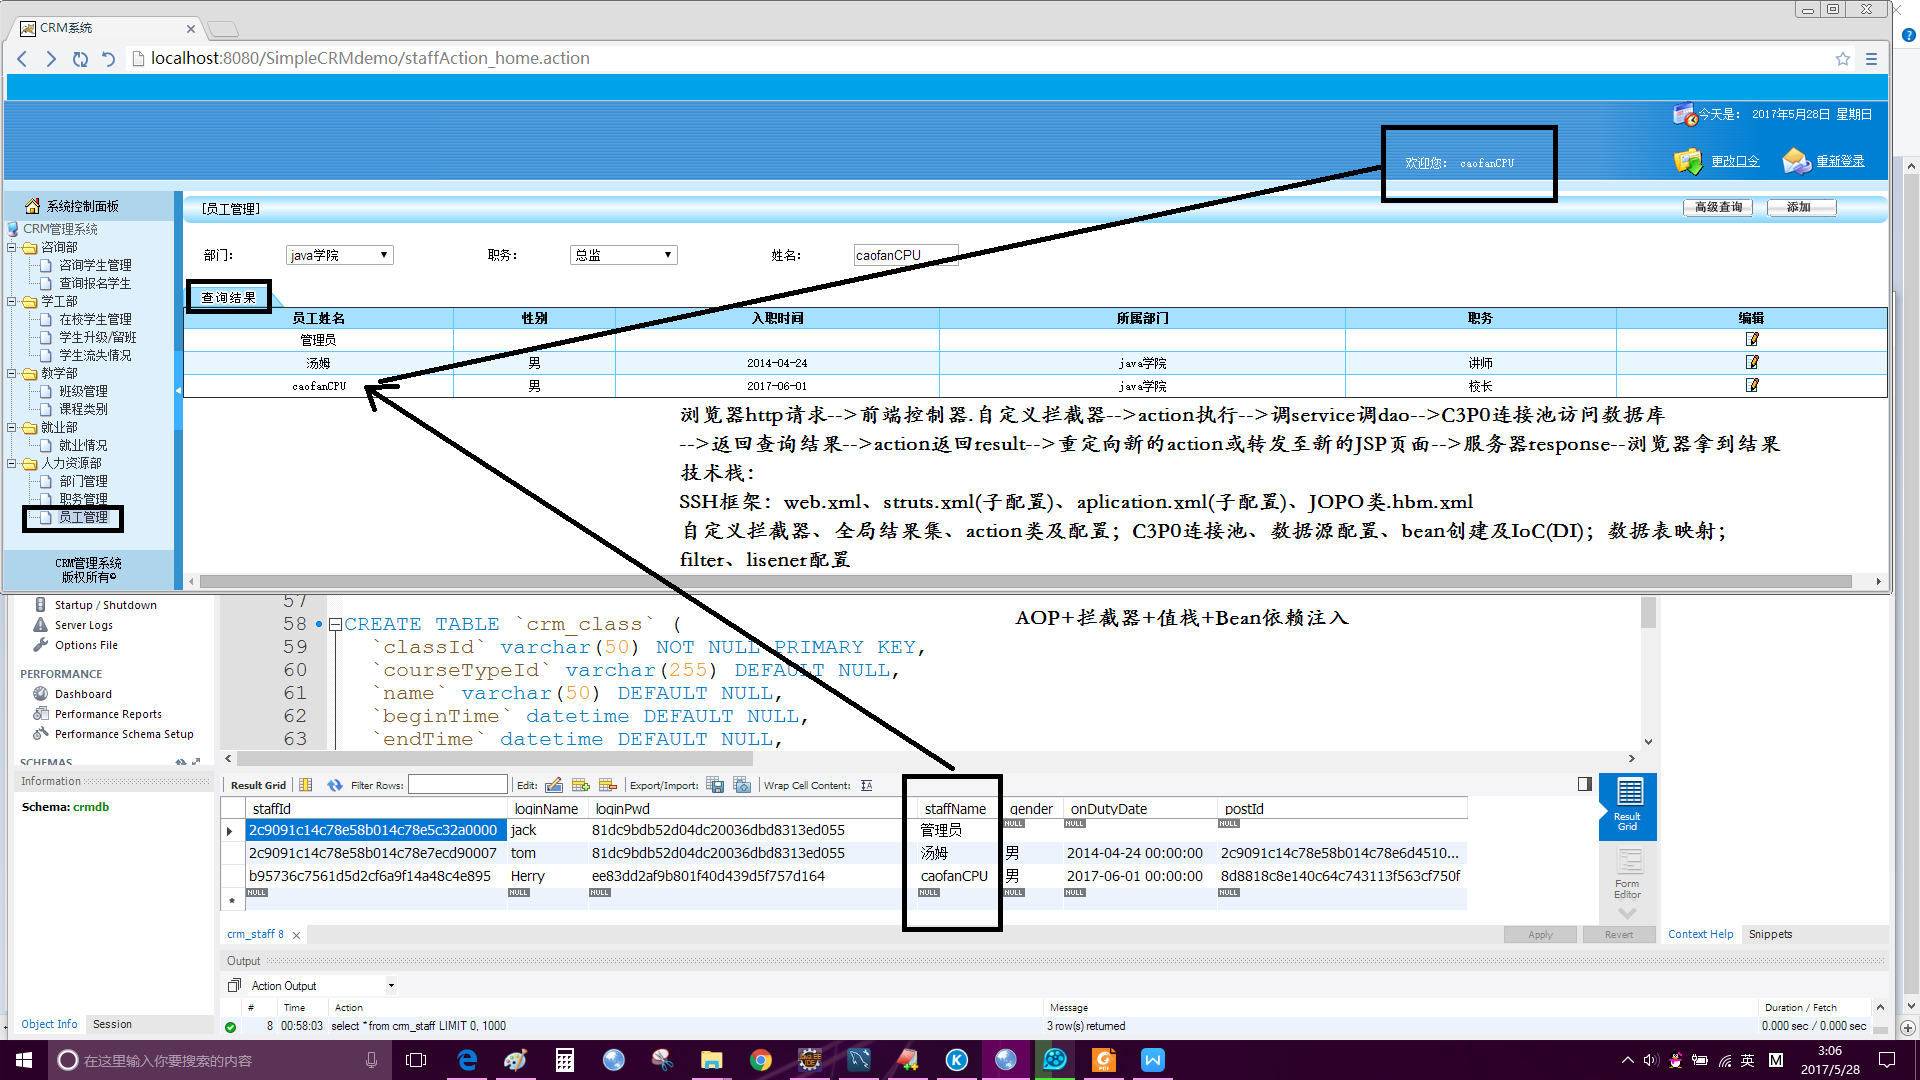 CRM系统
localhost:8080/SimpleCRMdemo/staffAction_home.action
今天是： 2017年5月28日 星期日
欢迎您： caofanCPU
更改口令
重新登录
系统控制面板
CRM管理系统
咨询部
咨询学生管理
查询报名学生
学工部
在校学生管理
学生升级/留班
学生流失情况
教学部
班级管理
课程类别
就业部
就业情况
人力资源部
部门管理
职务管理
员工管理
CRM管理系统
版权所有©
[员工管理]
高级查询 添加
部门： java学院 职务： 总监 姓名： caofanCPU
查询结果
员工姓名 性别 入职时间 所属部门 职务 编辑
管理员
汤姆 男 2014-04-24 java学院 讲师
caofanCPU 男 2017-06-01 java学院 校长
浏览器http请求-->前端控制器.自定义拦截器-->action执行-->调service调dao-->C3P0连接池访问数据库
-->返回查询结果-->action返回result-->重定向新的action或转发至新的JSP页面-->服务器response--浏览器拿到结果
技术栈：
SSH框架：web.xml、struts.xml(子配置)、aplication.xml(子配置)、JOPO类.hbm.xml
自定义拦截器、全局结果集、action类及配置；C3P0连接池、数据源配置、bean创建及IoC(DI)；数据表映射；
filter、lisener配置
AOP+拦截器+值栈+Bean依赖注入
Startup / Shutdown
Server Logs
Options File
PERFORMANCE
Dashboard
Performance Reports
Performance Schema Setup
SCHEMAS
Information
Schema: crmdb
Object Info Session
57
58 CREATE TABLE `crm_class` (
59 `classId` varchar(50) NOT NULL PRIMARY KEY,
60 `courseTypeId` varchar(255) DEFAULT NULL,
61 `name` varchar(50) DEFAULT NULL,
62 `beginTime` datetime DEFAULT NULL,
63 `endTime` datetime DEFAULT NULL,
Result Grid Filter Rows: Edit: Export/Import: Wrap Cell Content:
staffId loginName loginPwd staffName gender onDutyDate postId
2c9091c14c78e58b014c78e5c32a0000 jack 81dc9bdb52d04dc20036dbd8313ed055 管理员 NULL NULL NULL
2c9091c14c78e58b014c78e7ecd90007 tom 81dc9bdb52d04dc20036dbd8313ed055 汤姆 男 2014-04-24 00:00:00 2c9091c14c78e58b014c78e6d4510...
b95736c7561d5d2cf6a9f14a48c4e895 Herry ee83dd2af9b801f40d439d5f757d164 caofanCPU 男 2017-06-01 00:00:00 8d8818c8e140c64c743113f563cf750f
NULL NULL NULL NULL NULL NULL NULL
Result
Grid
Form
Editor
crm_staff 8
Apply Revert
Context Help Snippets
Output
Action Output
# Time Action Message Duration / Fetch
8 00:58:03 select * from crm_staff LIMIT 0, 1000 3 row(s) returned 0.000 sec / 0.000 sec
在这里输入你要搜索的内容
英 M
3:06
2017/5/28